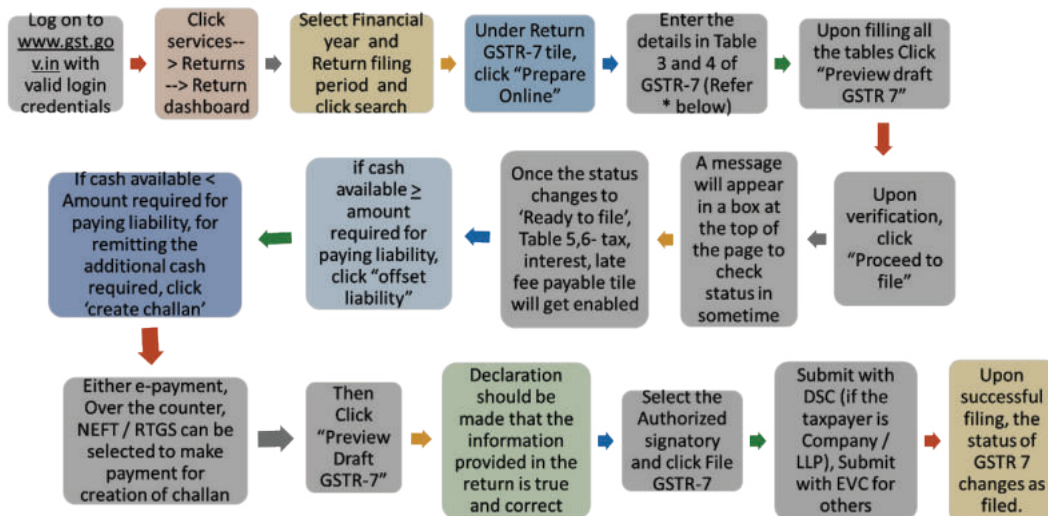 Log on to
www.gst.go
v.in with
valid login
credentials
Click
services--
> Returns
--> Return
dashboard
Select Financial
year and
Return filing
period and
click search
Under Return
GSTR-7 tile,
click “Prepare
Online”
Enter the
details in Table
3 and 4 of
GSTR-7 (Refer
* below)
Upon filling all
the tables Click
“Preview draft
GSTR 7”
Upon
verification,
click
“Proceed to
file”
A message
will appear
in a box at
the top of
the page to
check
status in
sometime
Once the status
changes to
‘Ready to file’,
Table 5,6- tax,
interest, late
fee payable tile
will get enabled
if cash
available ≥
amount
required for
paying liability,
click “offset
liability”
If cash available <
Amount required for
paying liability, for
remitting the
additional cash
required, click
‘create challan’
Either e-payment,
Over the counter,
NEFT / RTGS can be
selected to make
payment for
creation of challan
Then
Click
“Preview
Draft
GSTR-7”
Declaration
should be
made that the
information
provided in the
return is true
and correct
Select the
Authorized
signatory
and click File
GSTR-7
Submit with
DSC (if the
taxpayer is
Company /
LLP), Submit
with EVC for
others
Upon
successful
filing, the
status of
GSTR 7
changes as
filed.